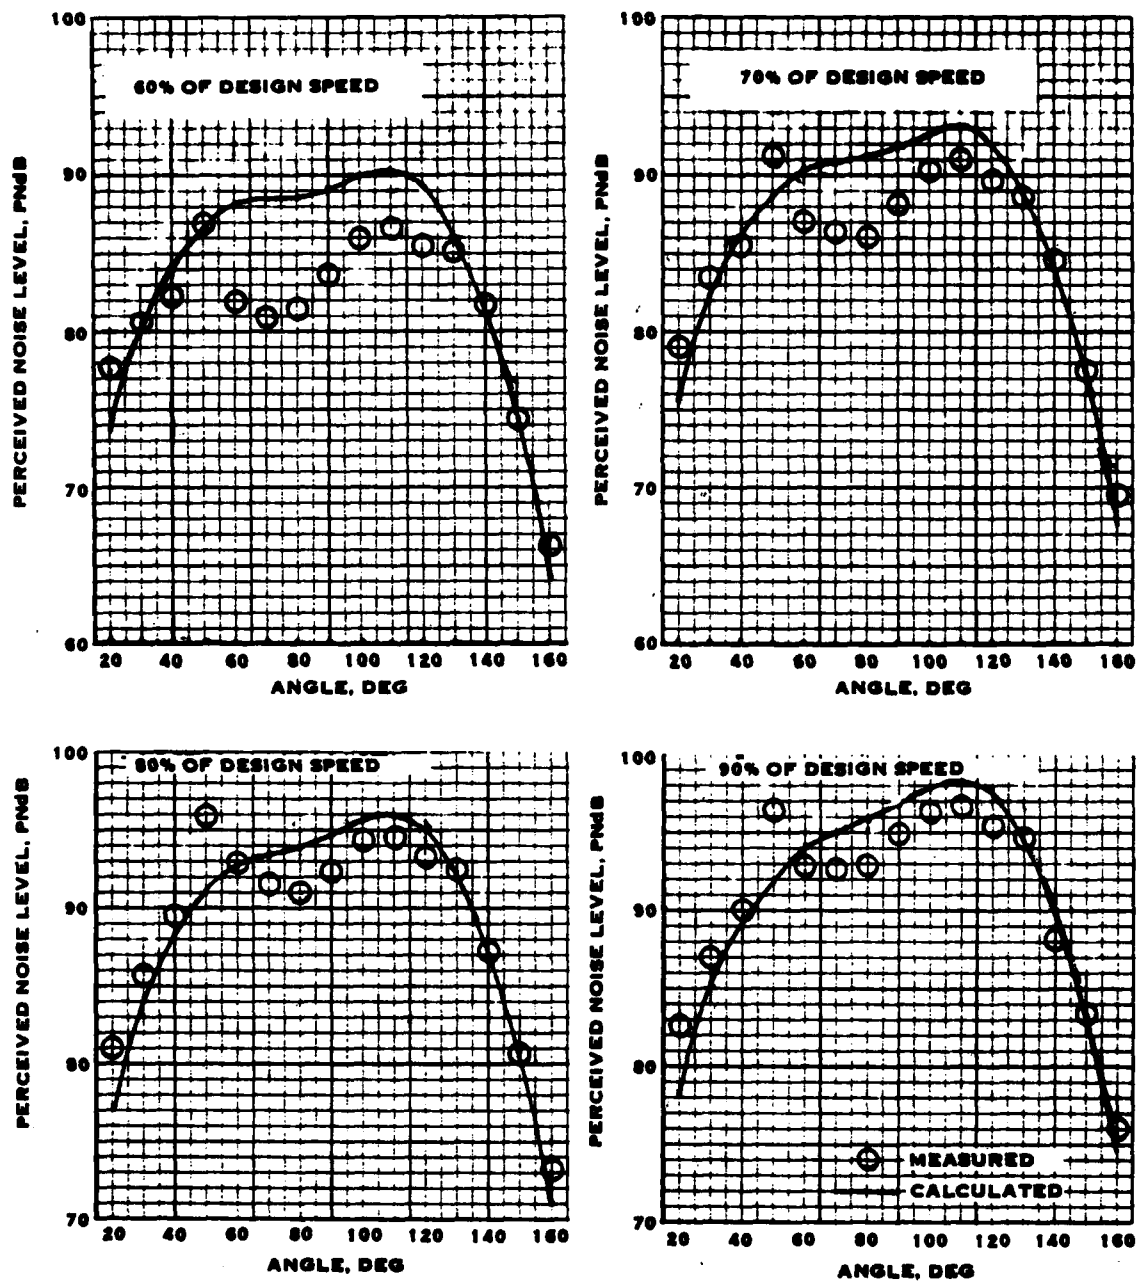 100
60% OF DESIGN SPEED
90
80
70
60
PERCEIVED NOISE LEVEL, PNdB
20 40 60 80 100 120 140 160
ANGLE, DEG
100
70% OF DESIGN SPEED
90
80
70
60
PERCEIVED NOISE LEVEL, PNdB
20 40 60 80 100 120 140 160
ANGLE, DEG
100
80% OF DESIGN SPEED
90
80
70
PERCEIVED NOISE LEVEL, PNdB
20 40 60 80 100 120 140 160
ANGLE, DEG
100
90% OF DESIGN SPEED
90
80
70
PERCEIVED NOISE LEVEL, PNdB
MEASURED
CALCULATED
20 40 60 80 100 120 140 160
ANGLE, DEG